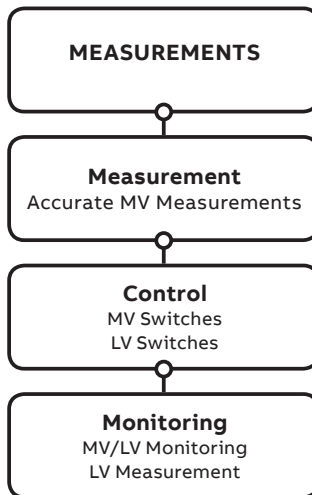 MEASUREMENTS
Measurement
Accurate MV Measurements
Control
MV Switches
LV Switches
Monitoring
MV/LV Monitoring
LV Measurement